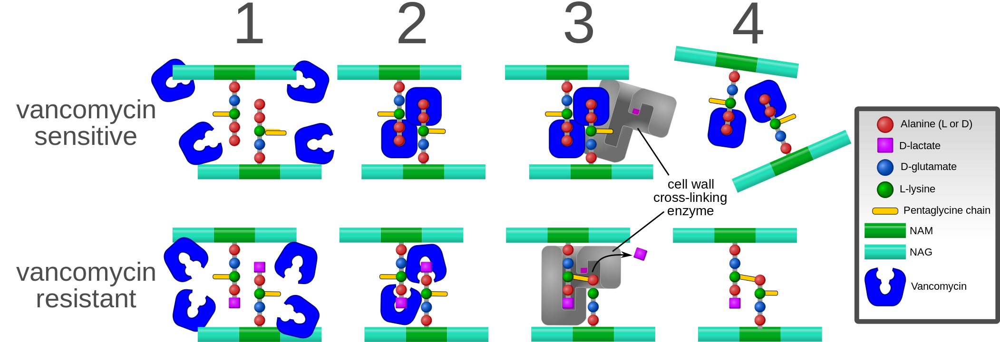 1
2
3
4
vancomycin
sensitive
cell wall
cross-linking
enzyme
vancomycin
resistant
Alanine (L or D)
D-lactate
D-glutamate
L-lysine
Pentaglycine chain
NAM
NAG
Vancomycin